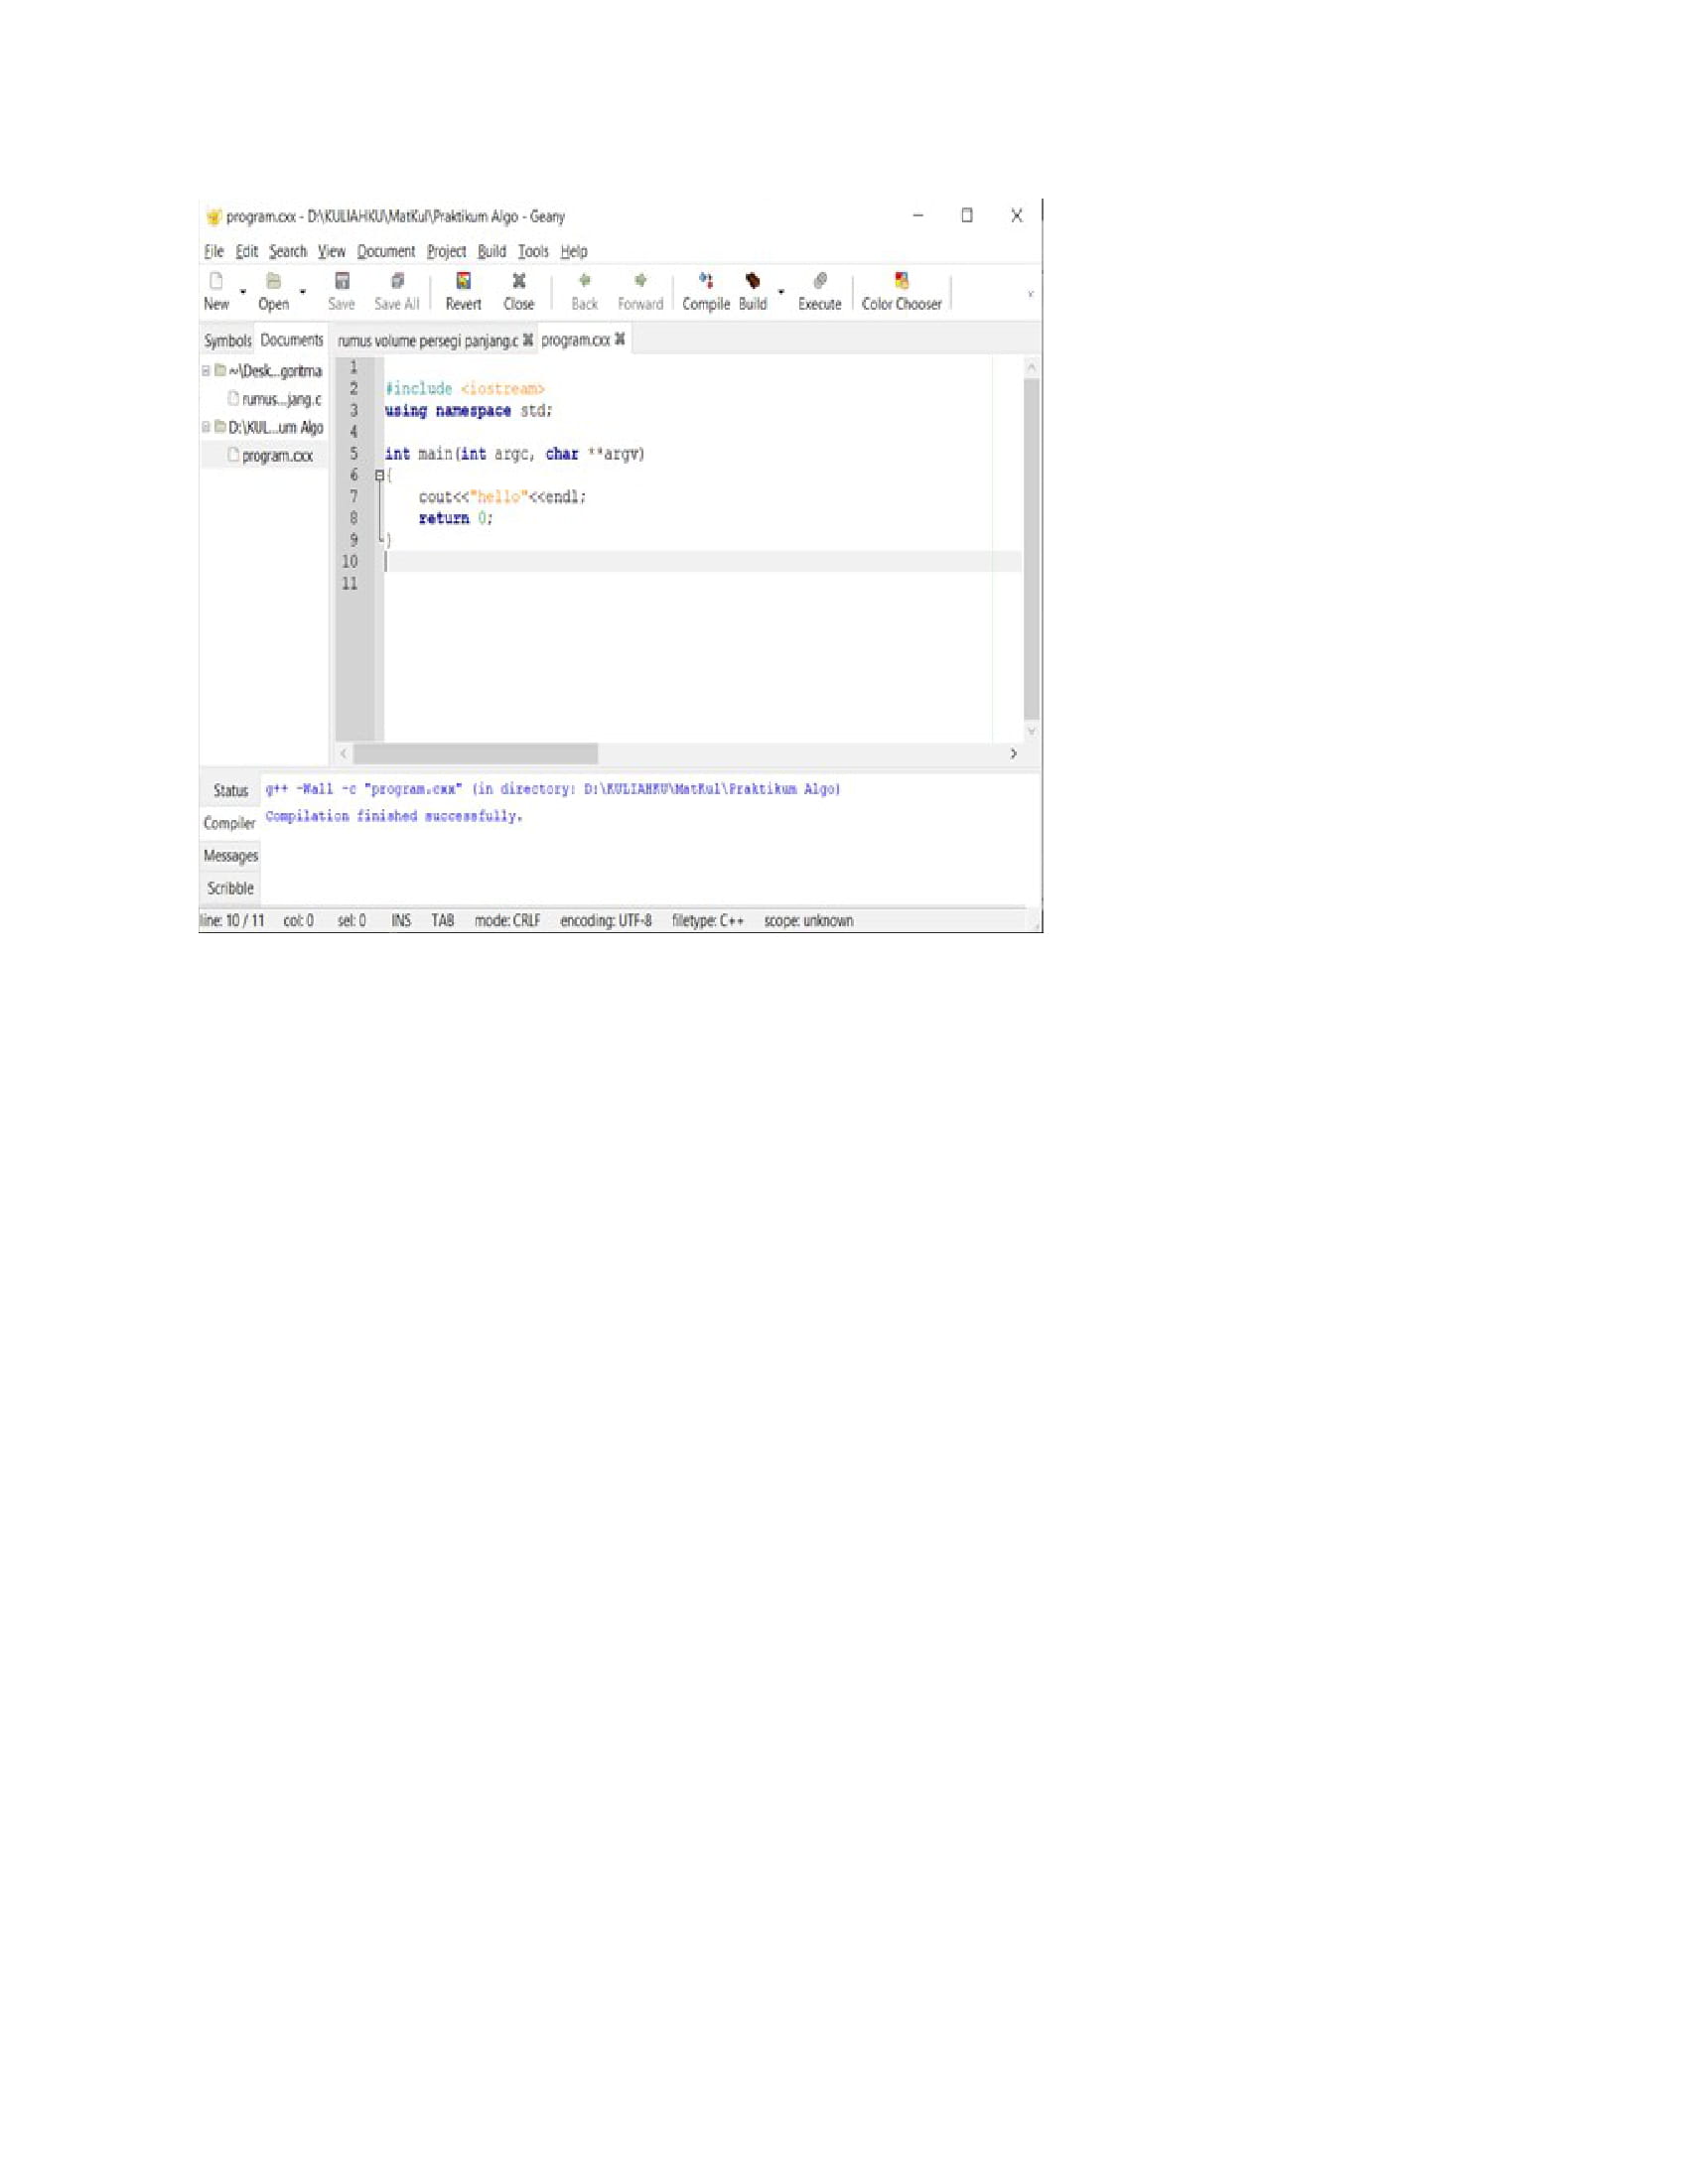 program.cxx - D:\KULIAHKU\MatKul\Praktikum Algo - Geany
File Edit Search View Document Project Build Tools Help
New Open Save Save All Revert Close Back Forward Compile Build Execute Color Chooser
Symbols Documents rumus volume persegi panjang.c program.cxx
~\Desk...goritma
rumus...jang.c
D:\KUL...um Algo
program.cxx
1
2 #include <iostream>
3 using namespace std;
4
5 int main(int argc, char **argv)
6 {
7 cout<<"hello"<<endl;
8 return 0;
9 }
10
11
Status g++ -Wall -c "program.cxx" (in directory: D:\KULIAHKU\MatKul\Praktikum Algo)
Compiler Compilation finished successfully.
Messages
Scribble
line: 10 / 11 col: 0 sel: 0 INS TAB mode: CRLF encoding: UTF-8 filetype: C++ scope: unknown